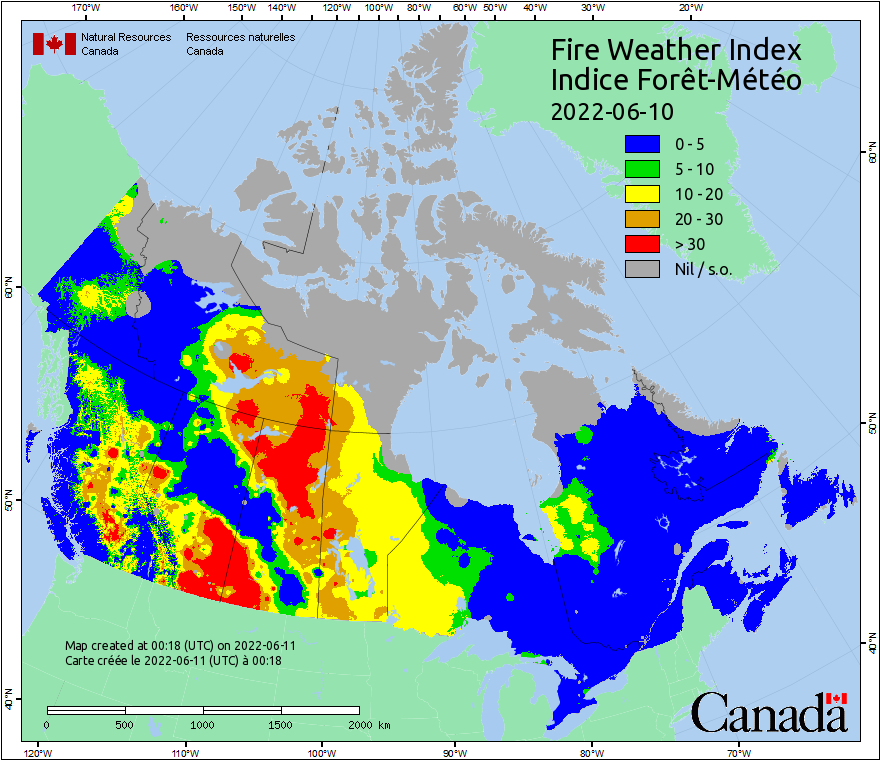 170°W 160°W 150°W 140°W 130°W 120°W 110°W 100°W 90°W 80°W 70°W 60°W 50°W 40°W 30°W 20°W
Natural Resources Ressources naturelles
Canada Canada
Fire Weather Index
Indice Forêt-Météo
2022-06-10
0 - 5
5 - 10
10 - 20
20 - 30
> 30
Nil / s.o.
60°N
60°N
50°N
50°N
40°N
40°N
Map created at 00:18 (UTC) on 2022-06-11
Carte créée le 2022-06-11 (UTC) à 00:18
0 500 1000 1500 2000 km
Canada
120°W 110°W 100°W 90°W 80°W 70°W